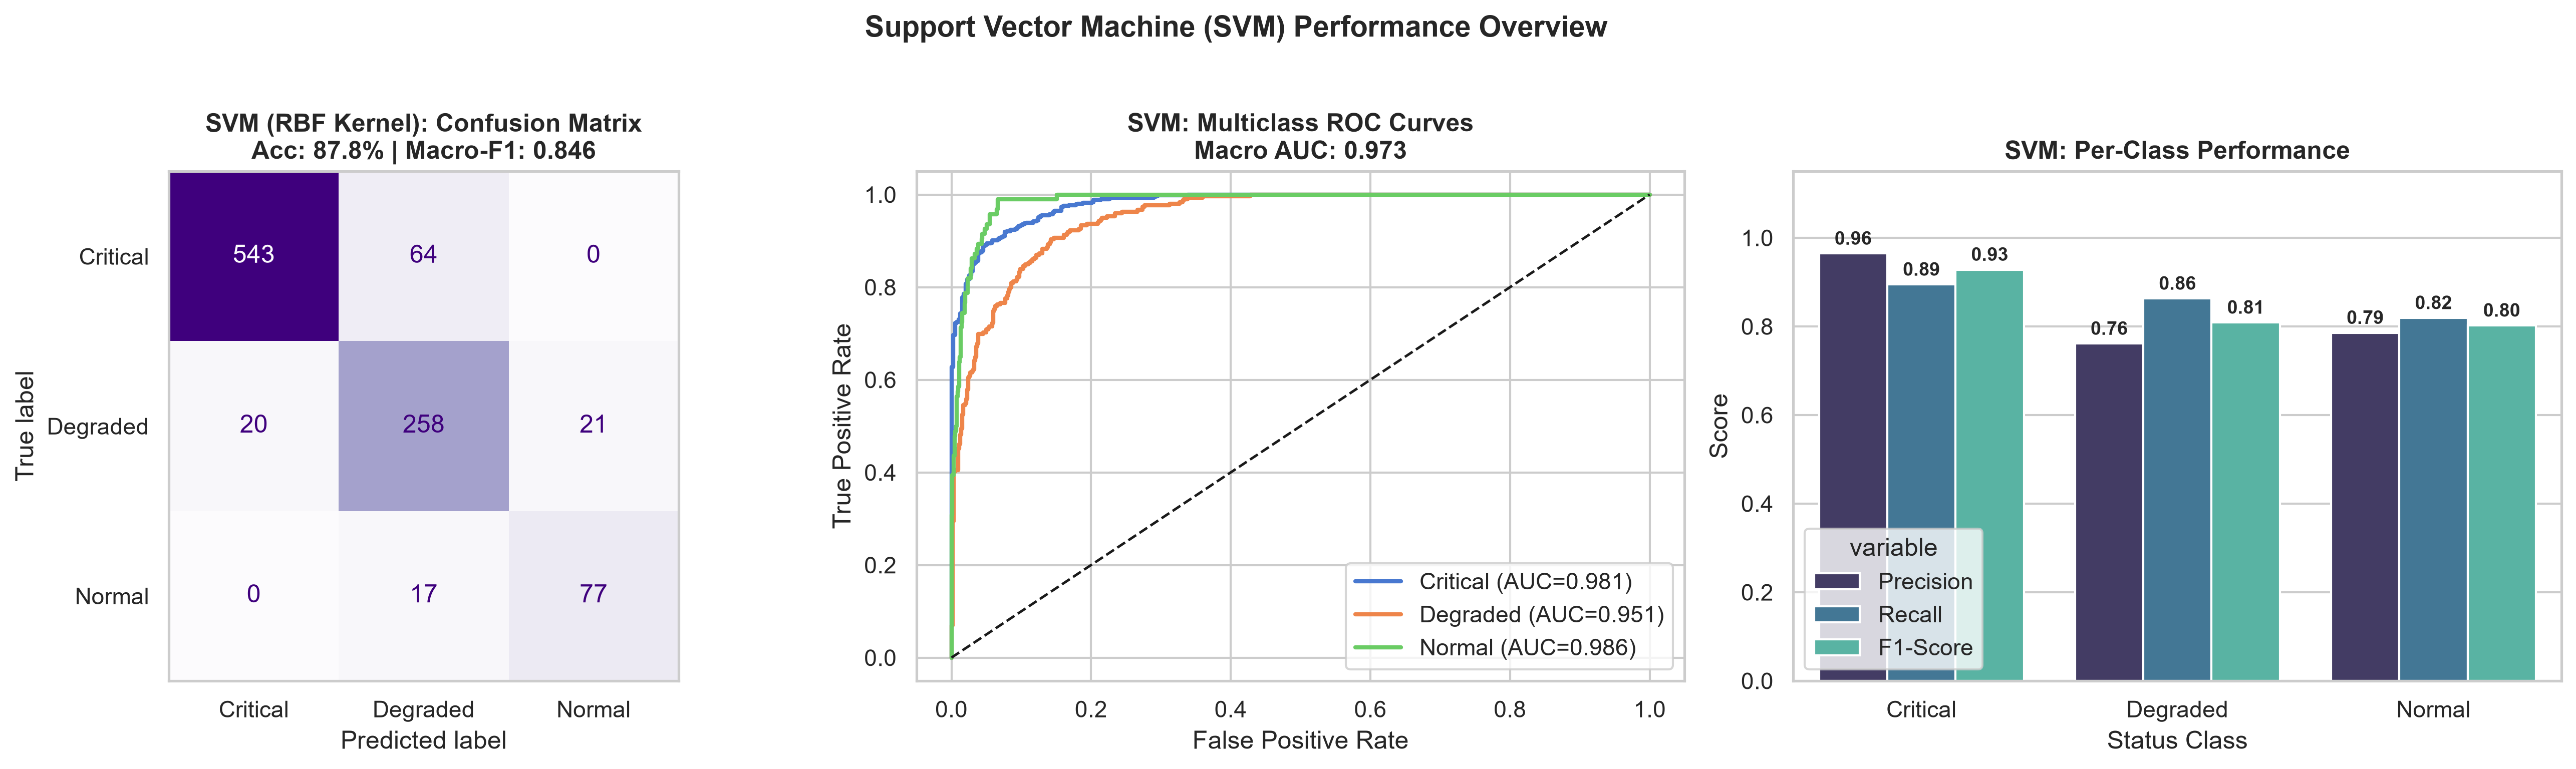 Support Vector Machine (SVM) Performance Overview
SVM (RBF Kernel): Confusion Matrix
Acc: 87.8% | Macro-F1: 0.846
True label
Critical
543 64 0
Degraded
20 258 21
Normal
0 17 77
Critical Degraded Normal
Predicted label
SVM: Multiclass ROC Curves
Macro AUC: 0.973
True Positive Rate
1.0
0.8
0.6
0.4
0.2
0.0
Critical (AUC=0.981)
Degraded (AUC=0.951)
Normal (AUC=0.986)
0.0 0.2 0.4 0.6 0.8 1.0
False Positive Rate
SVM: Per-Class Performance
Score
1.0
0.8
0.6
0.4
0.2
0.0
0.96 0.89 0.93
0.76 0.86 0.81
0.79 0.82 0.80
variable
Precision
Recall
F1-Score
Critical Degraded Normal
Status Class